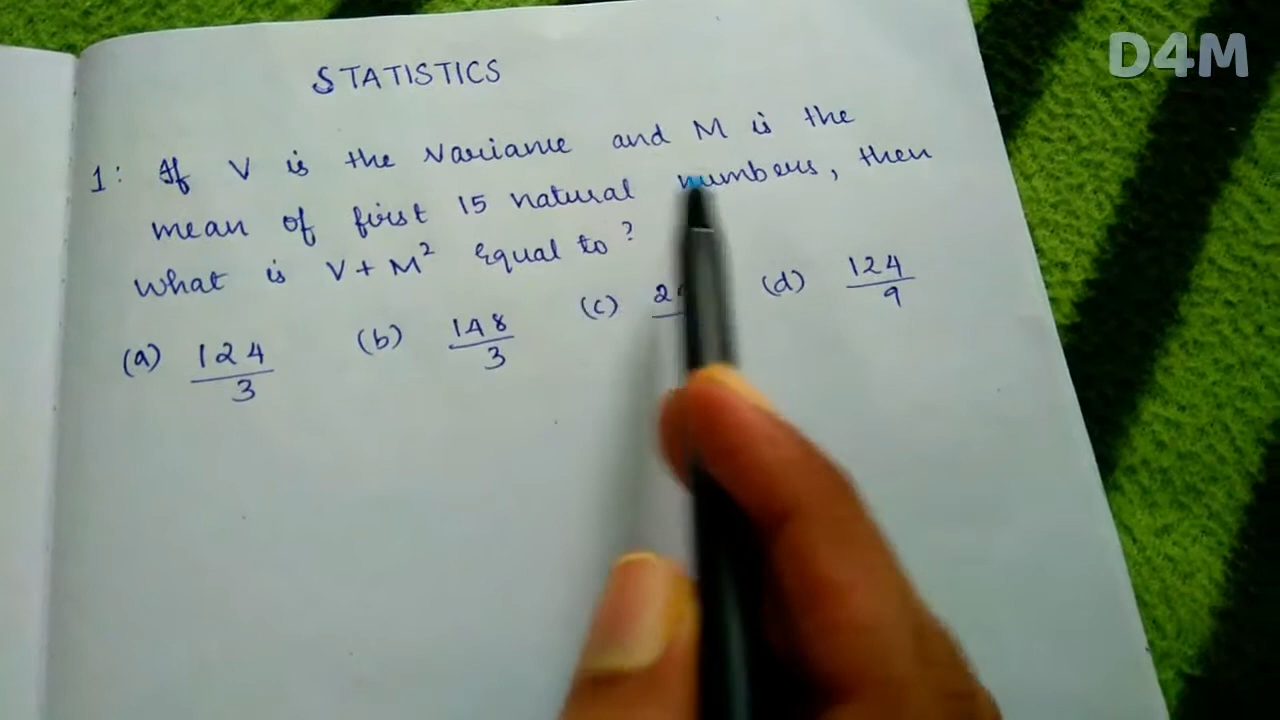 D4M
STATISTICS
1: If V is the Variance and M is the
mean of first 15 natural numbers, then
what is V + M² equal to?
(a) 124/3 (b) 148/3 (c) (d) 124/9